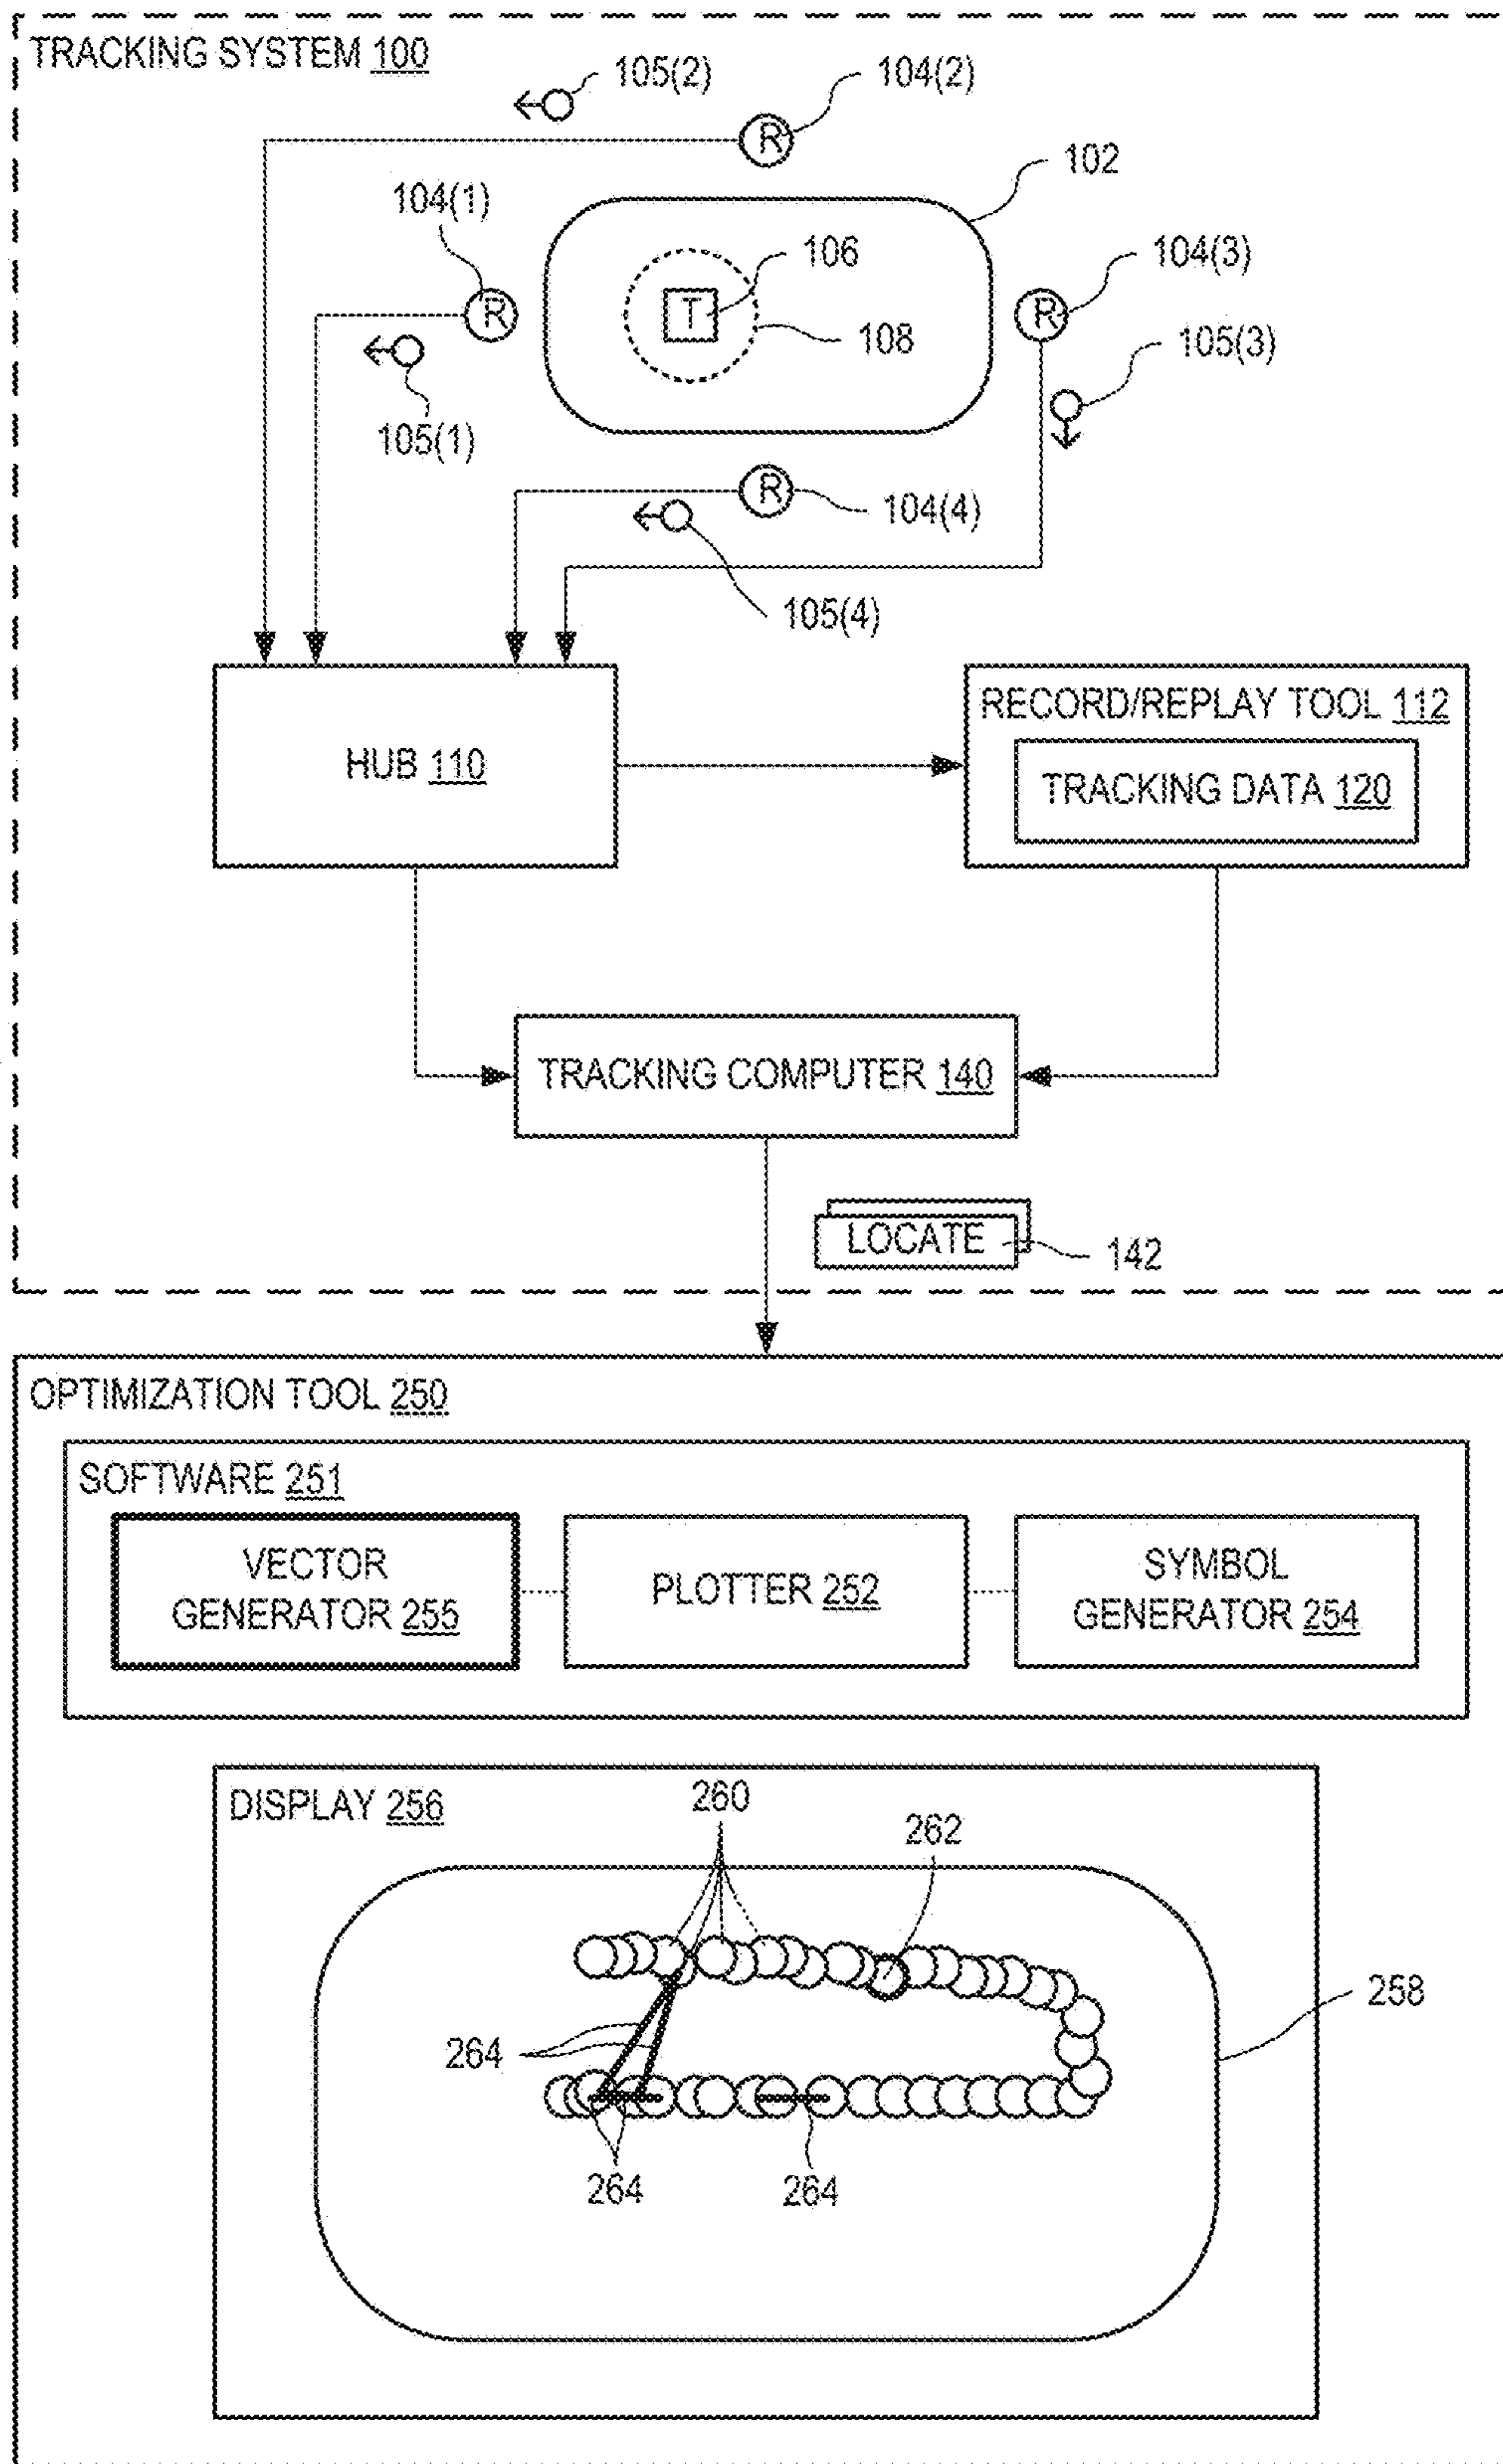 TRACKING SYSTEM 100
105(2)
104(2)
R
102
104(1)
106
104(3)
R
T
R
108
105(3)
105(1)
R
104(4)
105(4)
RECORD/REPLAY TOOL 112
HUB 110
TRACKING DATA 120
TRACKING COMPUTER 140
LOCATE
142
OPTIMIZATION TOOL 250
SOFTWARE 251
VECTOR
GENERATOR 255
PLOTTER 252
SYMBOL
GENERATOR 254
DISPLAY 256
260
262
258
264
264
264